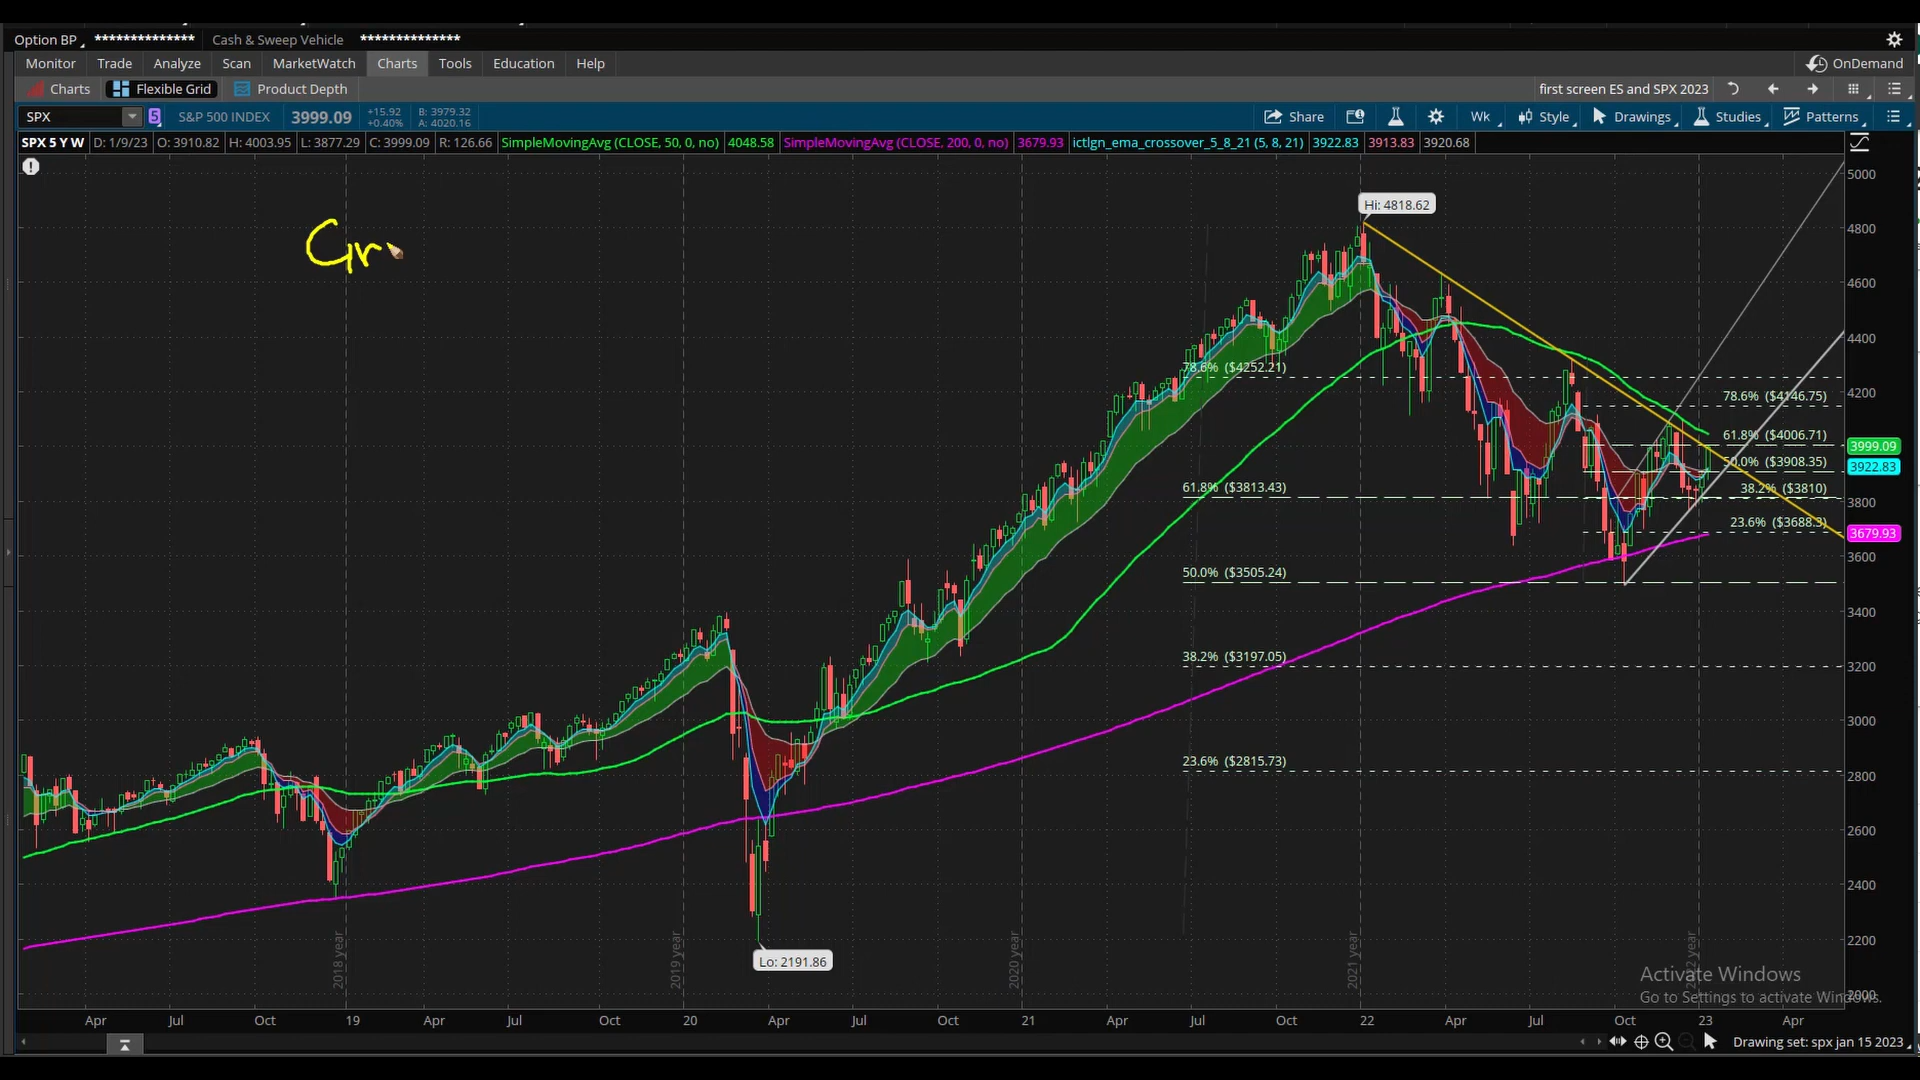 Option BP ************** Cash & Sweep Vehicle **************
Monitor Trade Analyze Scan MarketWatch Charts Tools Education Help OnDemand
Charts Flexible Grid Product Depth first screen ES and SPX 2023
SPX 5 S&P 500 INDEX 3999.09 +15.92 +0.40% B: 3979.32 A: 4020.16 Share Wk Style Drawings Studies Patterns
SPX 5 Y W D: 1/9/23 O: 3910.82 H: 4003.95 L: 3877.29 C: 3999.09 R: 126.66 SimpleMovingAvg (CLOSE, 50, 0, no) 4048.58 SimpleMovingAvg (CLOSE, 200, 0, no) 3679.93 ictlgn_ema_crossover_5_8_21 (5, 8, 21) 3922.83 3913.83 3920.68
5000
Hi: 4818.62
4800
Gr
4600
4400
78.6% ($4252.21)
4200
78.6% ($4146.75)
61.8% ($4006.71)
3999.09
50.0% ($3908.35)
3922.83
61.8% ($3813.43)
38.2% ($3810)
3800
23.6% ($3688.3)
3679.93
3600
50.0% ($3505.24)
3400
38.2% ($3197.05)
3200
3000
23.6% ($2815.73)
2800
2600
2400
2200
Lo: 2191.86
2018 year 2019 year 2020 year 2021 year 2022 year
Activate Windows
Go to Settings to activate Windows.
2000
Apr Jul Oct 19 Apr Jul Oct 20 Apr Jul Oct 21 Apr Jul Oct 22 Apr Jul Oct 23 Apr
Drawing set: spx jan 15 2023